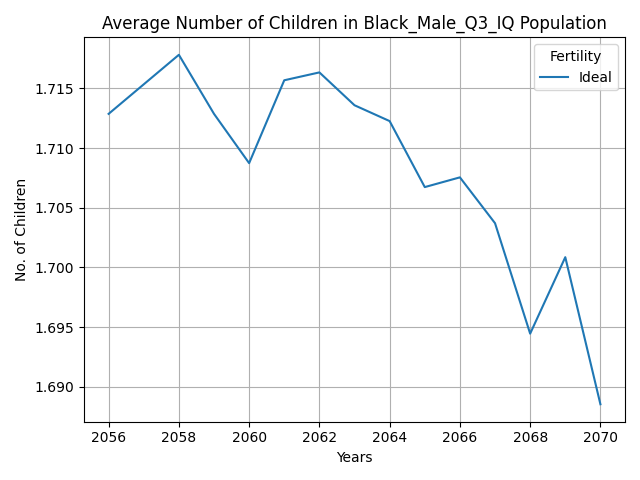 Average Number of Children in Black_Male_Q3_IQ Population
Fertility
Ideal
1.715
1.710
1.705
1.700
1.695
1.690
No. of Children
2056 2058 2060 2062 2064 2066 2068 2070
Years